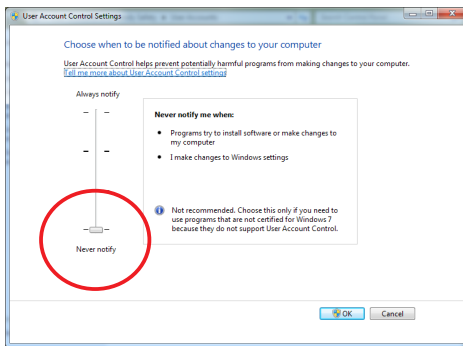 User Account Control Settings
Choose when to be notified about changes to your computer
User Account Control helps prevent potentially harmful programs from making changes to your computer.
Tell me more about User Account Control settings
Always notify
Never notify me when:
• Programs try to install software or make changes to
my computer
• I make changes to Windows settings
Not recommended. Choose this only if you need to
use programs that are not certified for Windows 7
because they do not support User Account Control.
Never notify
OK
Cancel